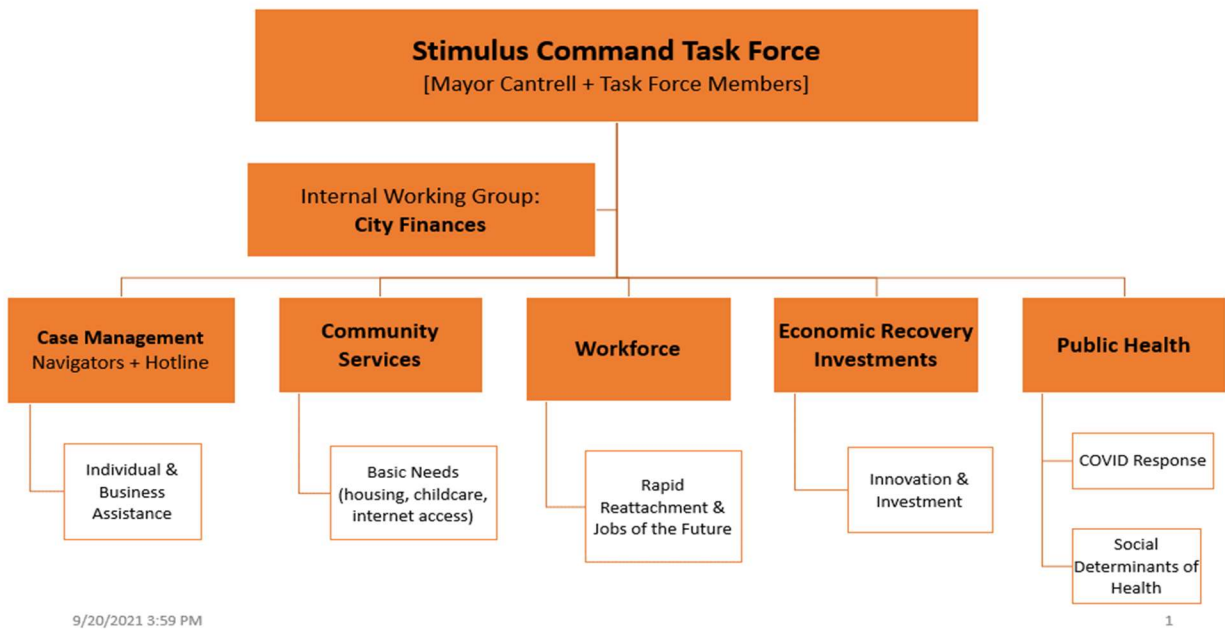 Stimulus Command Task Force
[Mayor Cantrell + Task Force Members]
Internal Working Group:
City Finances
Case Management
Navigators + Hotline
Individual &
Business
Assistance
Community
Services
Basic Needs
(housing, childcare,
internet access)
Workforce
Rapid
Reattachment &
Jobs of the Future
Economic Recovery
Investments
Innovation &
Investment
Public Health
COVID Response
Social
Determinants of
Health
9/20/2021 3:59 PM
1